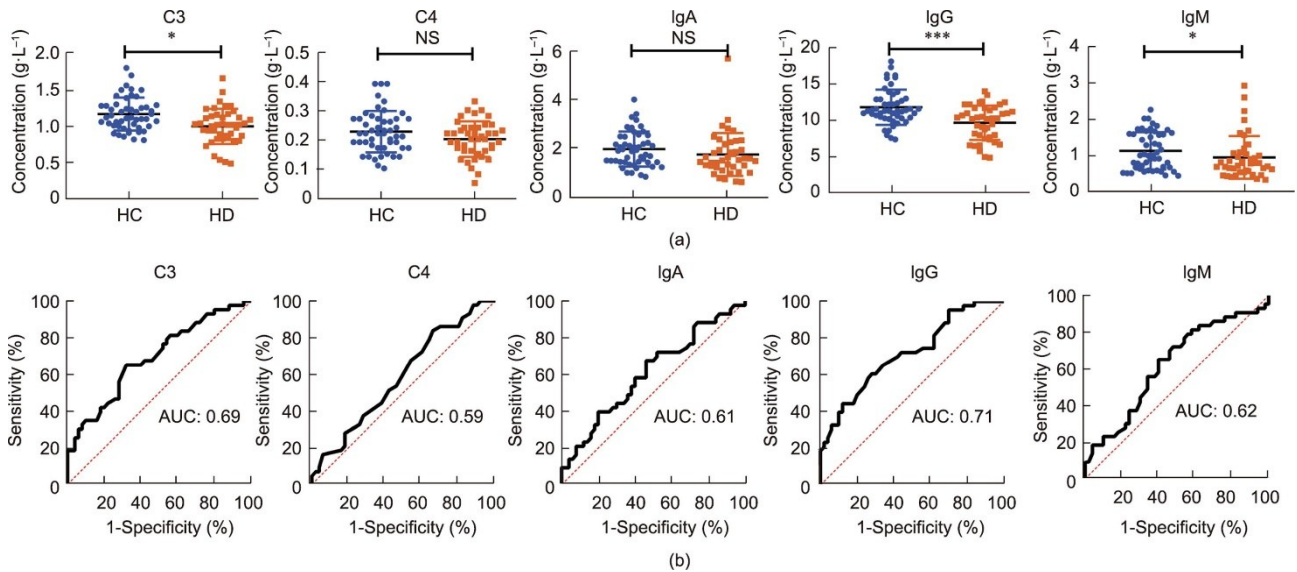 C3 C4 IgA IgG IgM
* NS NS *** *
Concentration (g·L⁻¹) Concentration (g·L⁻¹) Concentration (g·L⁻¹) Concentration (g·L⁻¹) Concentration (g·L⁻¹)
2.0 0.5 6 20 4
1.5 0.4 4 15 3
1.0 0.3 2 10 2
0.5 0.2 0 5 1
0 0.1 0 0
0
HC HD HC HD HC HD HC HD HC HD
(a)
C3 C4 IgA IgG IgM
Sensitivity (%) Sensitivity (%) Sensitivity (%) Sensitivity (%) Sensitivity (%)
100 100 100 100 100
80 80 80 80 80
60 60 60 60 60
40 40 40 40 40
20 20 20 20 20
0 0 0 0 0
AUC: 0.69 AUC: 0.59 AUC: 0.61 AUC: 0.71 AUC: 0.62
20 40 60 80 100 20 40 60 80 100 20 40 60 80 100 20 40 60 80 100 20 40 60 80 100
1-Specificity (%) 1-Specificity (%) 1-Specificity (%) 1-Specificity (%) 1-Specificity (%)
(b)